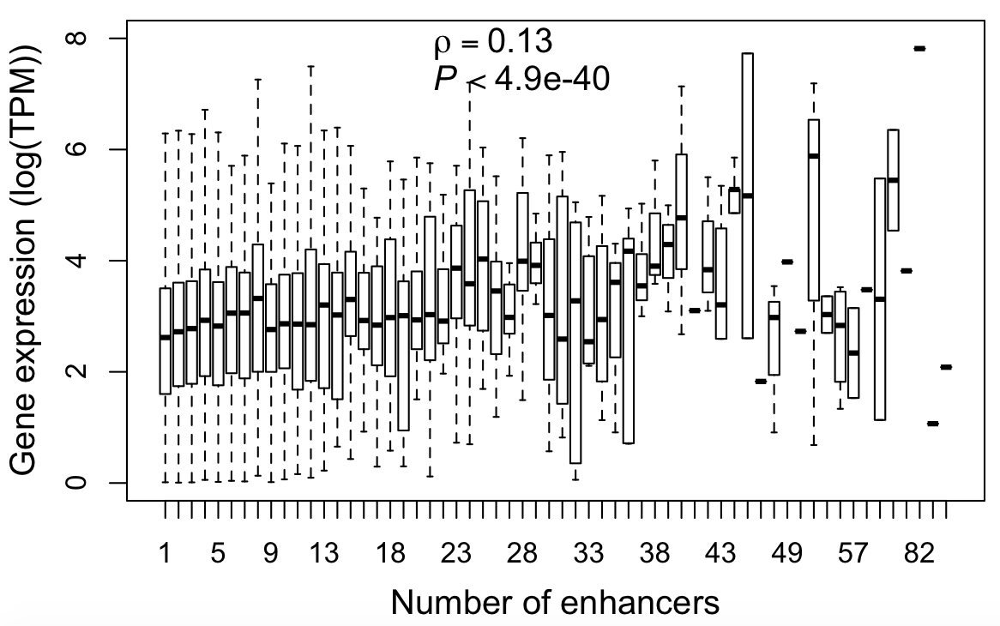 ρ = 0.13
P < 4.9e-40
Gene expression (log(TPM))
8
6
4
2
0
1 5 9 13 18 23 28 33 38 43 49 57 82
Number of enhancers